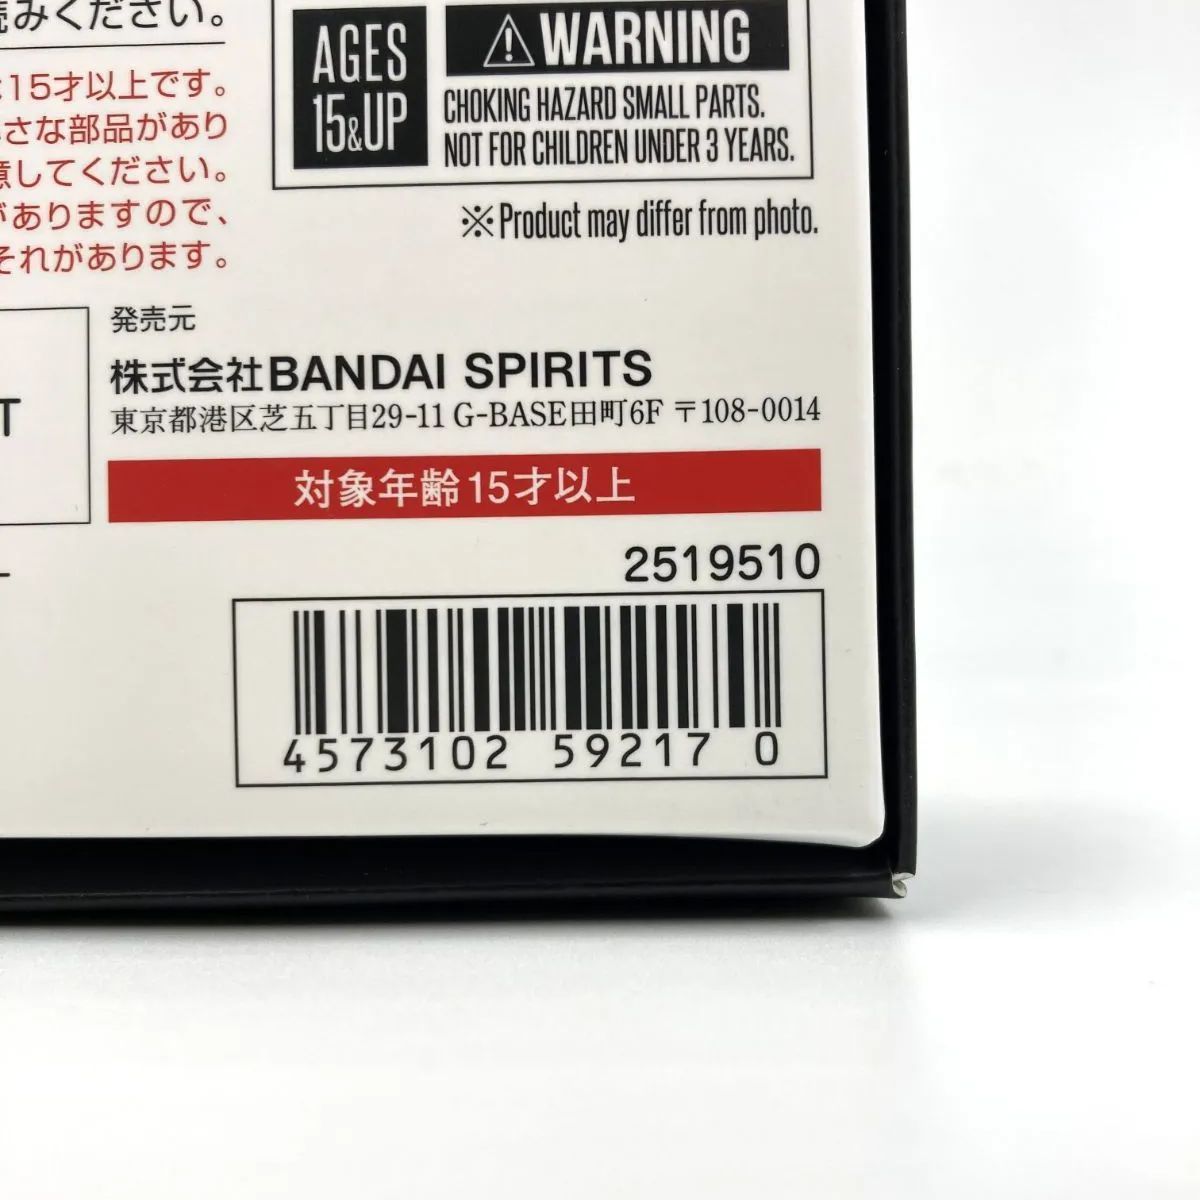 読みください。
AGES
15&UP
⚠WARNING
CHOKING HAZARD SMALL PARTS.
NOT FOR CHILDREN UNDER 3 YEARS.
※Product may differ from photo.
15才以上です。
さな部品があり
意してください。
がありますので、
それがあります。
発売元
株式会社BANDAI SPIRITS
東京都港区芝五丁目29-11 G-BASE田町6F 〒108-0014
T
対象年齢15才以上
2519510
4573102 59217 0